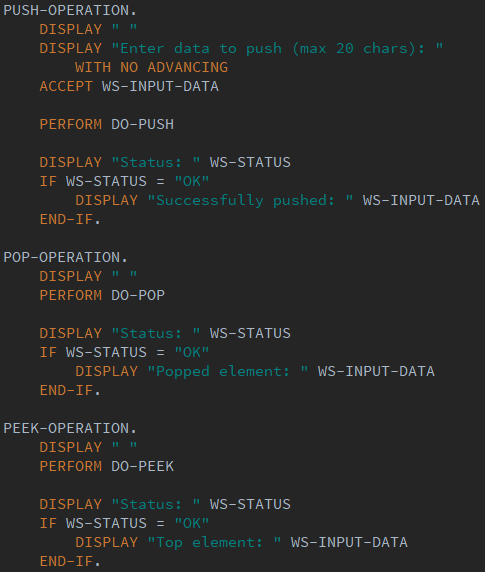 PUSH-OPERATION.
    DISPLAY " "
    DISPLAY "Enter data to push (max 20 chars): "
        WITH NO ADVANCING
    ACCEPT WS-INPUT-DATA

    PERFORM DO-PUSH

    DISPLAY "Status: " WS-STATUS
    IF WS-STATUS = "OK"
        DISPLAY "Successfully pushed: " WS-INPUT-DATA
    END-IF.

POP-OPERATION.
    DISPLAY " "
    PERFORM DO-POP

    DISPLAY "Status: " WS-STATUS
    IF WS-STATUS = "OK"
        DISPLAY "Popped element: " WS-INPUT-DATA
    END-IF.

PEEK-OPERATION.
    DISPLAY " "
    PERFORM DO-PEEK

    DISPLAY "Status: " WS-STATUS
    IF WS-STATUS = "OK"
        DISPLAY "Top element: " WS-INPUT-DATA
    END-IF.